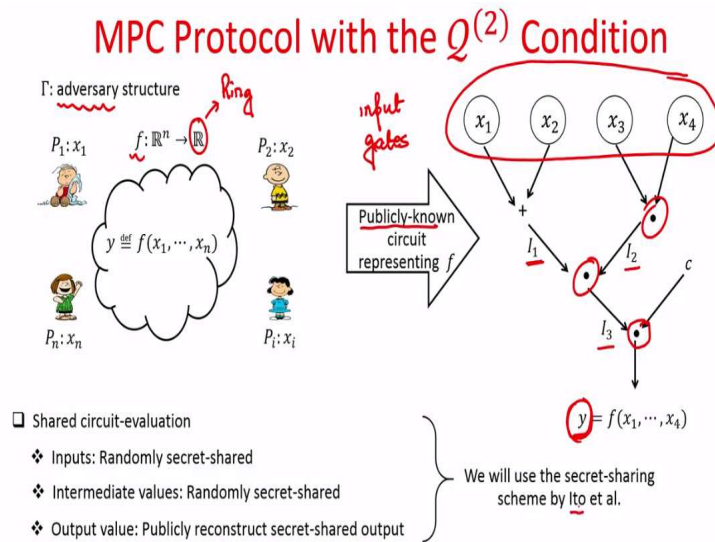 MPC Protocol with the 𝒬⁽²⁾ Condition
Γ: adversary structure
Ring
f: ℝⁿ → ℝ
P₁: x₁
P₂: x₂
y ≝ f(x₁, ⋯, xₙ)
Pₙ: xₙ
Pᵢ: xᵢ
input
gates
Publicly-known
circuit
representing f
x₁ x₂ x₃ x₄
+ •
I₁ • I₂ c
I₃ •
y = f(x₁, ⋯, x₄)
❑ Shared circuit-evaluation
❖ Inputs: Randomly secret-shared
❖ Intermediate values: Randomly secret-shared
❖ Output value: Publicly reconstruct secret-shared output
We will use the secret-sharing
scheme by Ito et al.